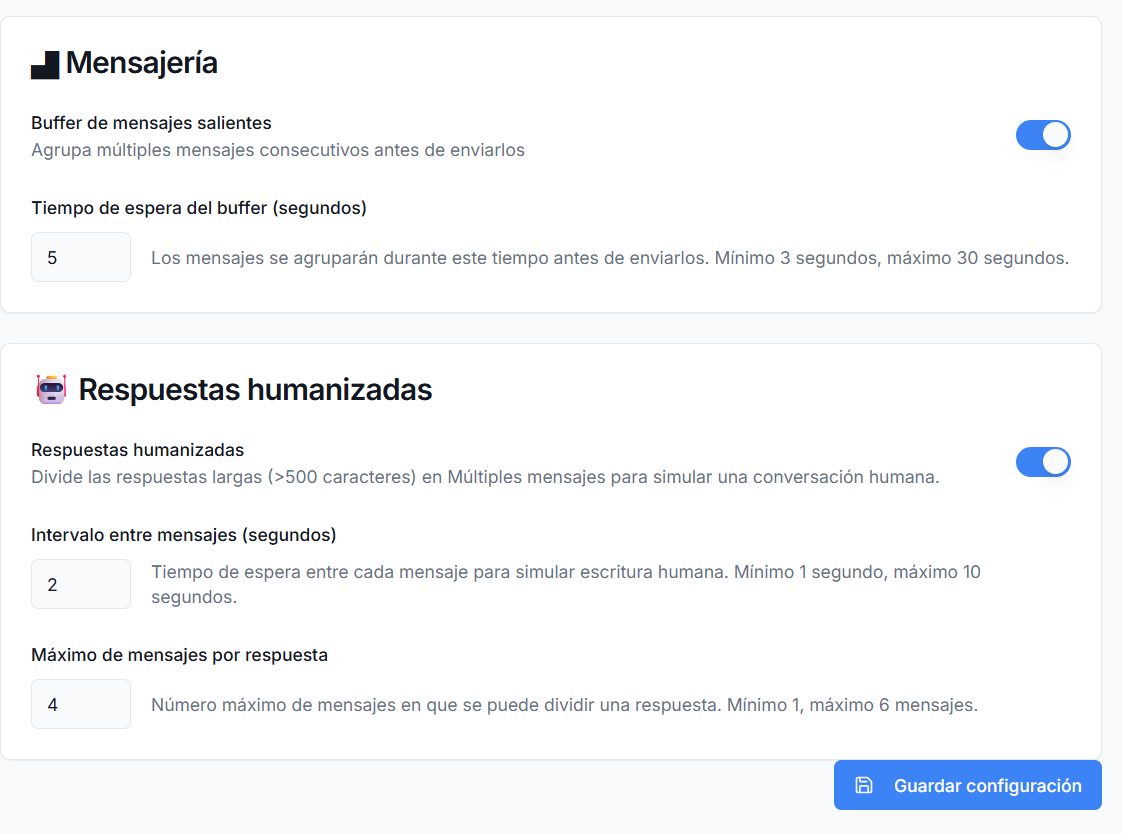 Mensajería
Buffer de mensajes salientes
Agrupa múltiples mensajes consecutivos antes de enviarlos
Tiempo de espera del buffer (segundos)
5
Los mensajes se agruparán durante este tiempo antes de enviarlos. Mínimo 3 segundos, máximo 30 segundos.
Respuestas humanizadas
Respuestas humanizadas
Divide las respuestas largas (>500 caracteres) en Múltiples mensajes para simular una conversación humana.
Intervalo entre mensajes (segundos)
2
Tiempo de espera entre cada mensaje para simular escritura humana. Mínimo 1 segundo, máximo 10
segundos.
Máximo de mensajes por respuesta
4
Número máximo de mensajes en que se puede dividir una respuesta. Mínimo 1, máximo 6 mensajes.
Guardar configuración